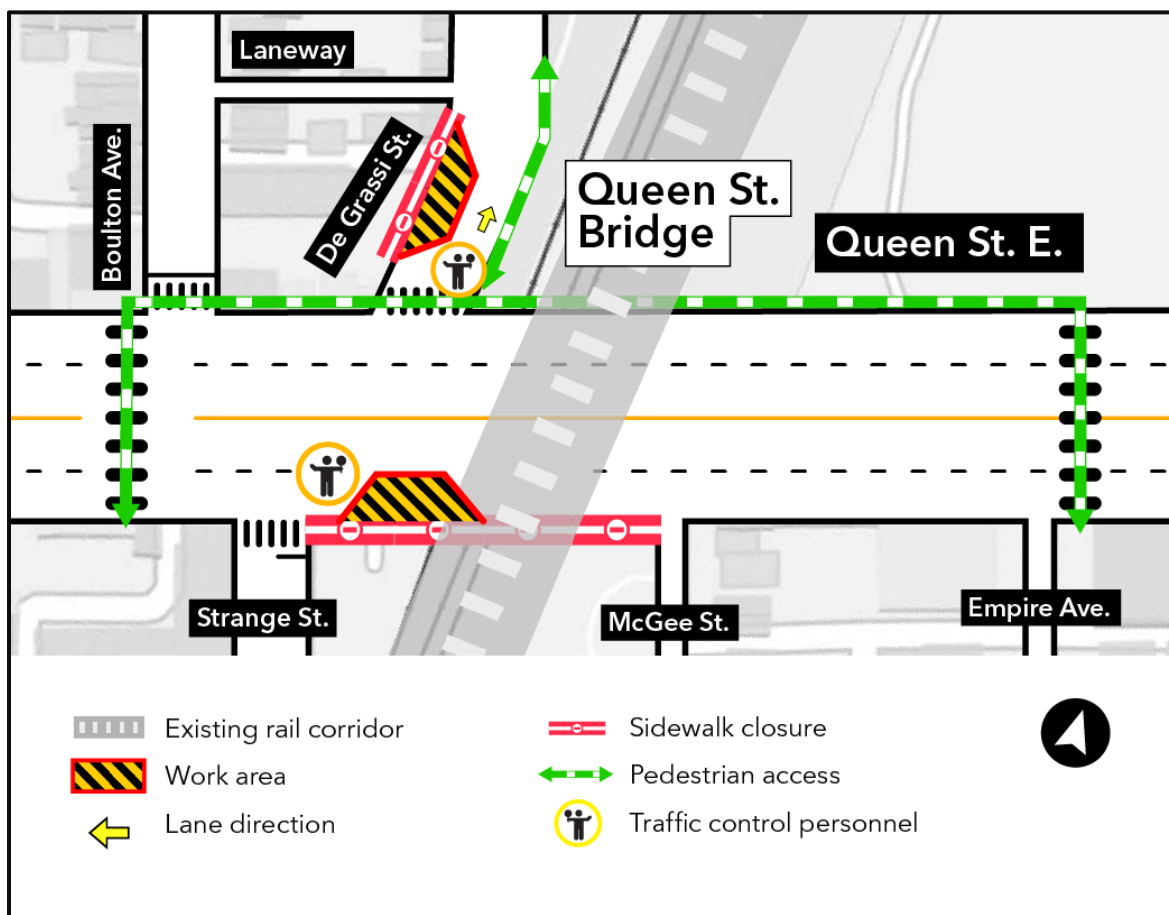 Laneway
Boulton Ave.
De Grassi St.
Queen St.
Bridge
Queen St. E.
Strange St.
McGee St.
Empire Ave.
Existing rail corridor
Sidewalk closure
Work area
Pedestrian access
Lane direction
Traffic control personnel